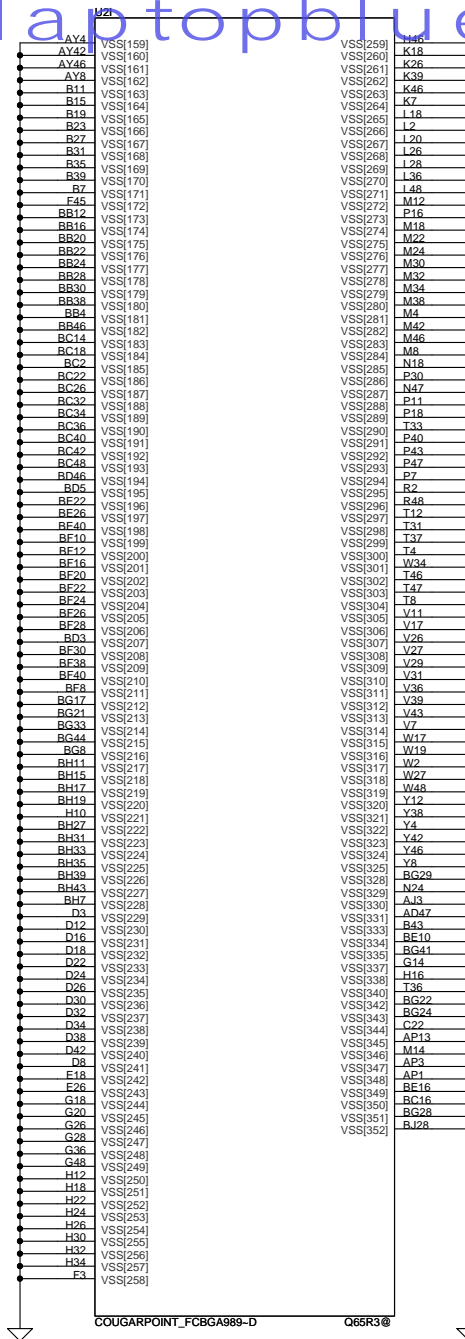 laptopblue
U2I
AY4 VSS[159]
AY42 VSS[160]
AY46 VSS[161]
AY8 VSS[162]
B11 VSS[163]
B15 VSS[164]
B19 VSS[165]
B23 VSS[166]
B27 VSS[167]
B31 VSS[168]
B35 VSS[169]
B39 VSS[170]
B7 VSS[171]
F45 VSS[172]
BB12 VSS[173]
BB16 VSS[174]
BB20 VSS[175]
BB22 VSS[176]
BB24 VSS[177]
BB28 VSS[178]
BB30 VSS[179]
BB38 VSS[180]
BB4 VSS[181]
BB46 VSS[182]
BC14 VSS[183]
BC18 VSS[184]
BC2 VSS[185]
BC22 VSS[186]
BC26 VSS[187]
BC32 VSS[188]
BC34 VSS[189]
BC36 VSS[190]
BC40 VSS[191]
BC42 VSS[192]
BC48 VSS[193]
BD46 VSS[194]
BD5 VSS[195]
BE22 VSS[196]
BE26 VSS[197]
BE40 VSS[198]
BF10 VSS[199]
BF12 VSS[200]
BF16 VSS[201]
BF20 VSS[202]
BF22 VSS[203]
BF24 VSS[204]
BF26 VSS[205]
BF28 VSS[206]
BD3 VSS[207]
BF30 VSS[208]
BF38 VSS[209]
BF40 VSS[210]
BF8 VSS[211]
BG17 VSS[212]
BG21 VSS[213]
BG33 VSS[214]
BG44 VSS[215]
BG8 VSS[216]
BH11 VSS[217]
BH15 VSS[218]
BH17 VSS[219]
BH19 VSS[220]
H10 VSS[221]
BH27 VSS[222]
BH31 VSS[223]
BH33 VSS[224]
BH35 VSS[225]
BH39 VSS[226]
BH43 VSS[227]
BH7 VSS[228]
D3 VSS[229]
D12 VSS[230]
D16 VSS[231]
D18 VSS[232]
D22 VSS[233]
D24 VSS[234]
D26 VSS[235]
D30 VSS[236]
D32 VSS[237]
D34 VSS[238]
D38 VSS[239]
D42 VSS[240]
D8 VSS[241]
E18 VSS[242]
E26 VSS[243]
G18 VSS[244]
G20 VSS[245]
G26 VSS[246]
G28 VSS[247]
G36 VSS[248]
G48 VSS[249]
H12 VSS[250]
H18 VSS[251]
H22 VSS[252]
H24 VSS[253]
H26 VSS[254]
H30 VSS[255]
H32 VSS[256]
H34 VSS[257]
F3 VSS[258]
VSS[259] H46
VSS[260] K18
VSS[261] K26
VSS[262] K39
VSS[263] K46
VSS[264] K7
VSS[265] L18
VSS[266] L2
VSS[267] L20
VSS[268] L26
VSS[269] L28
VSS[270] L36
VSS[271] L48
VSS[272] M12
VSS[273] P16
VSS[274] M18
VSS[275] M22
VSS[276] M24
VSS[277] M30
VSS[278] M32
VSS[279] M34
VSS[280] M38
VSS[281] M4
VSS[282] M42
VSS[283] M46
VSS[284] M8
VSS[285] N18
VSS[286] P30
VSS[287] N47
VSS[288] P11
VSS[289] P18
VSS[290] T33
VSS[291] P40
VSS[292] P43
VSS[293] P47
VSS[294] P7
VSS[295] R2
VSS[296] R48
VSS[297] T12
VSS[298] T31
VSS[299] T37
VSS[300] T4
VSS[301] W34
VSS[302] T46
VSS[303] T47
VSS[304] T8
VSS[305] V11
VSS[306] V17
VSS[307] V26
VSS[308] V27
VSS[309] V29
VSS[310] V31
VSS[311] V36
VSS[312] V39
VSS[313] V43
VSS[314] V7
VSS[315] W17
VSS[316] W19
VSS[317] W2
VSS[318] W27
VSS[319] W48
VSS[320] Y12
VSS[321] Y38
VSS[322] Y4
VSS[323] Y42
VSS[324] Y46
VSS[325] Y8
VSS[328] BG29
VSS[329] N24
VSS[330] AJ3
VSS[331] AD47
VSS[333] B43
VSS[334] BE10
VSS[335] BG41
VSS[337] G14
VSS[338] H16
VSS[340] T36
VSS[342] BG22
VSS[343] BG24
VSS[344] C22
VSS[345] AP13
VSS[346] M14
VSS[347] AP3
VSS[348] AP1
VSS[349] BE16
VSS[350] BC16
VSS[351] BG28
VSS[352] BJ28
COUGARPOINT_FCBGA989~D Q65R3@